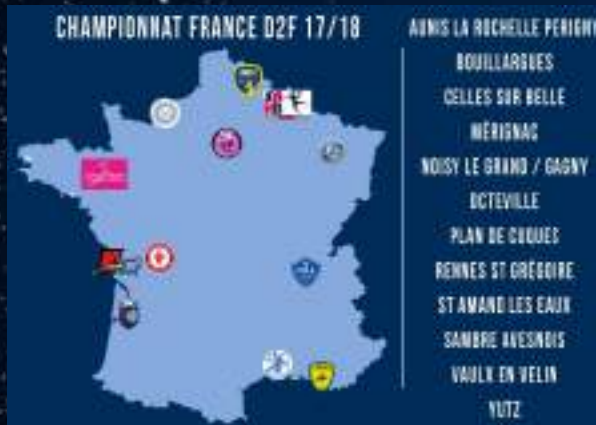 CHAMPIONNAT FRANCE D2F 17/18
AUNIS LA ROCHELLE PERIGNY
BOUILLARGUES
CELLES SUR BELLE
MÉRIGNAC
NOISY LE GRAND / GAGNY
OCTEVILLE
PLAN DE CUQUES
RENNES ST GRÉGOIRE
ST AMAND LES EAUX
SAMBRE AVESNOIS
VAULX EN VELIN
YUTZ